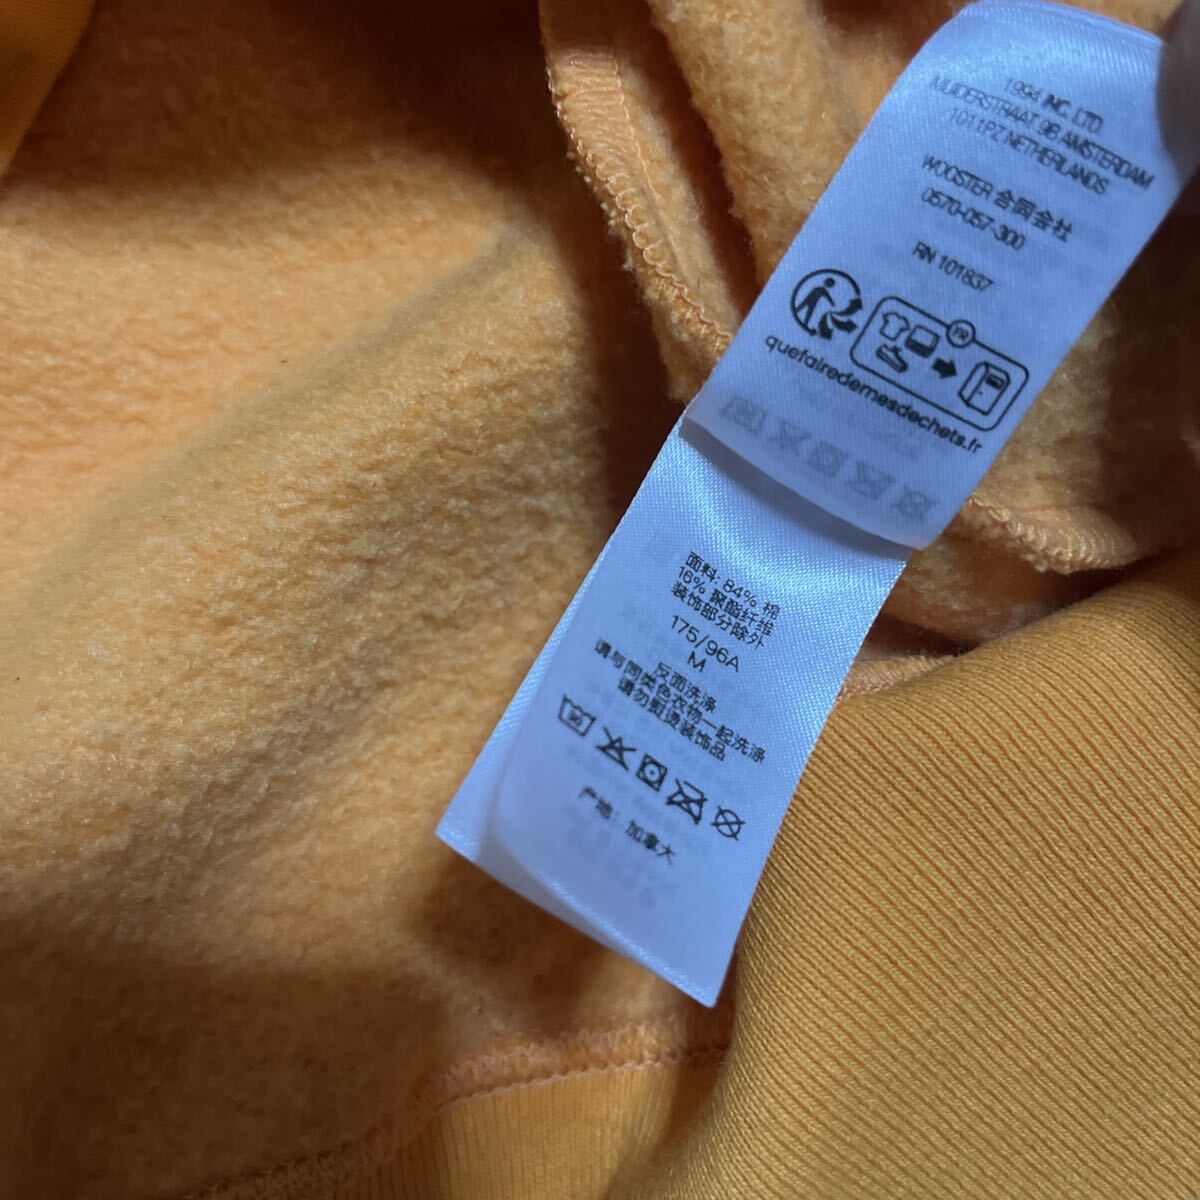 1994 INC. LTD.
MUIDERSTRAAT 9B AMSTERDAM
1011PZ NETHERLANDS
WOOSTER 合同会社
0570-057-300
RN 101837
FR
quefairedemesdechets.fr
面料: 84% 棉
16% 聚酯纤维
装饰部分除外
175/96A
M
反面洗涤
请与同类色衣物一起洗涤
请勿熨烫装饰品
产地: 加拿大